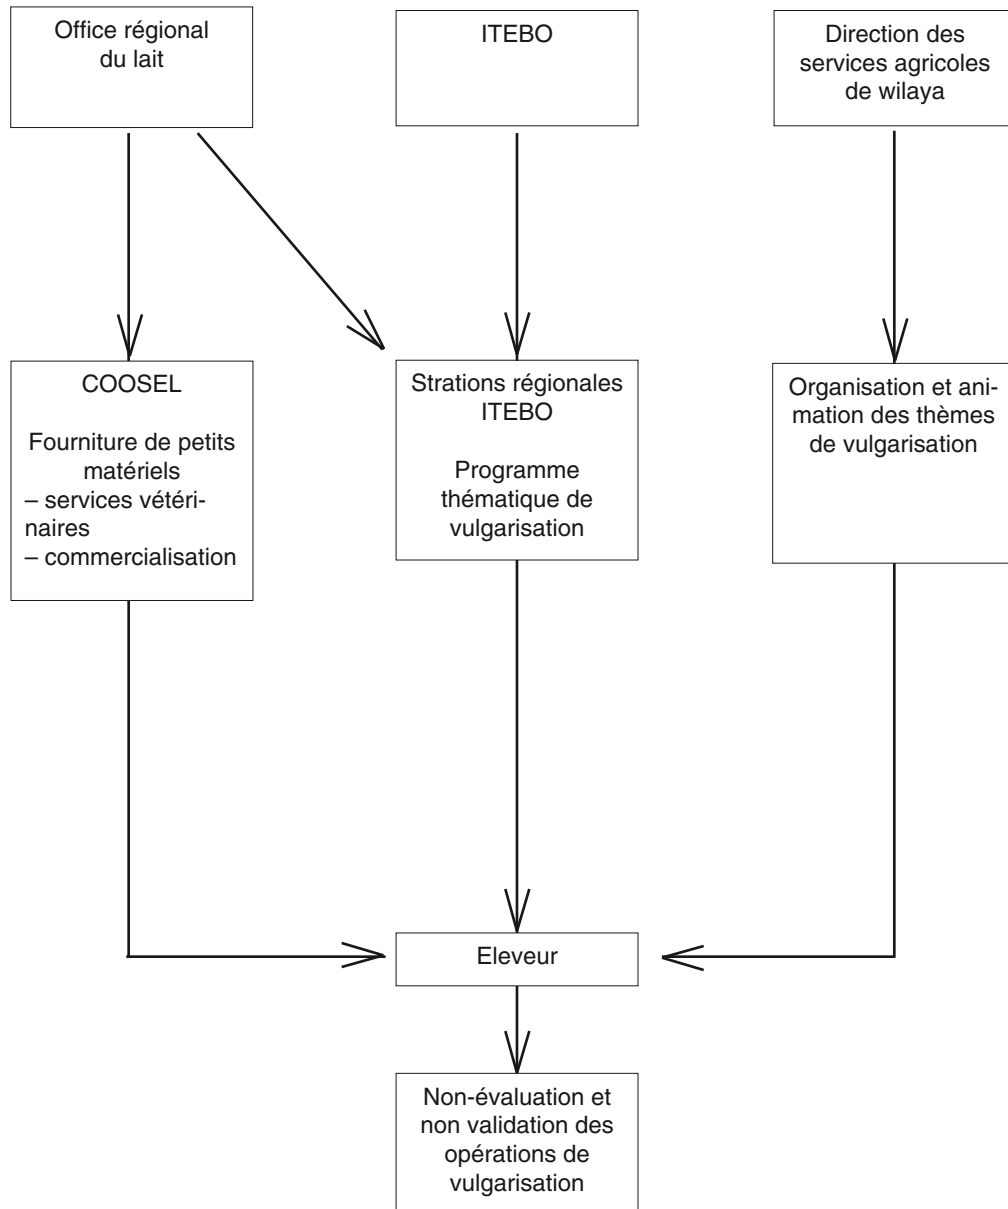 Office régional
du lait
ITEBO
Direction des
services agricoles
de wilaya
COOSEL
Fourniture de petits
matériels
– services vétéri-
naires
– commercialisation
Strations régionales
ITEBO
Programme
thématique de
vulgarisation
Organisation et ani-
mation des thèmes
de vulgarisation
Eleveur
Non-évaluation et
non validation des
opérations de
vulgarisation